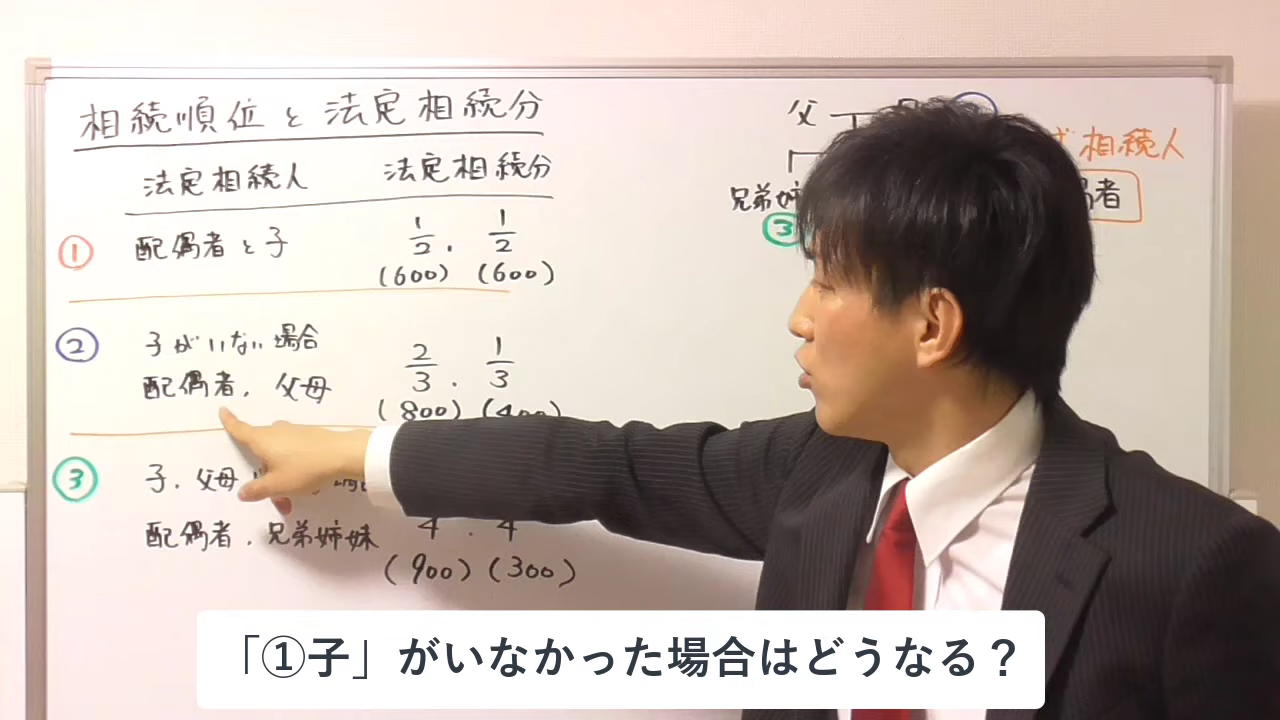 相続順位と法定相続分
法定相続人 法定相続分
① 配偶者と子 1/2 . 1/2
(600) (600)
② 子がいない場合
配偶者. 父母 2/3 . 1/3
(800) (400)
③ 子. 父母
配偶者. 兄弟姉妹 4 . 4
(900) (300)
父
相続人
兄弟姉
③
者
「①子」がいなかった場合はどうなる？